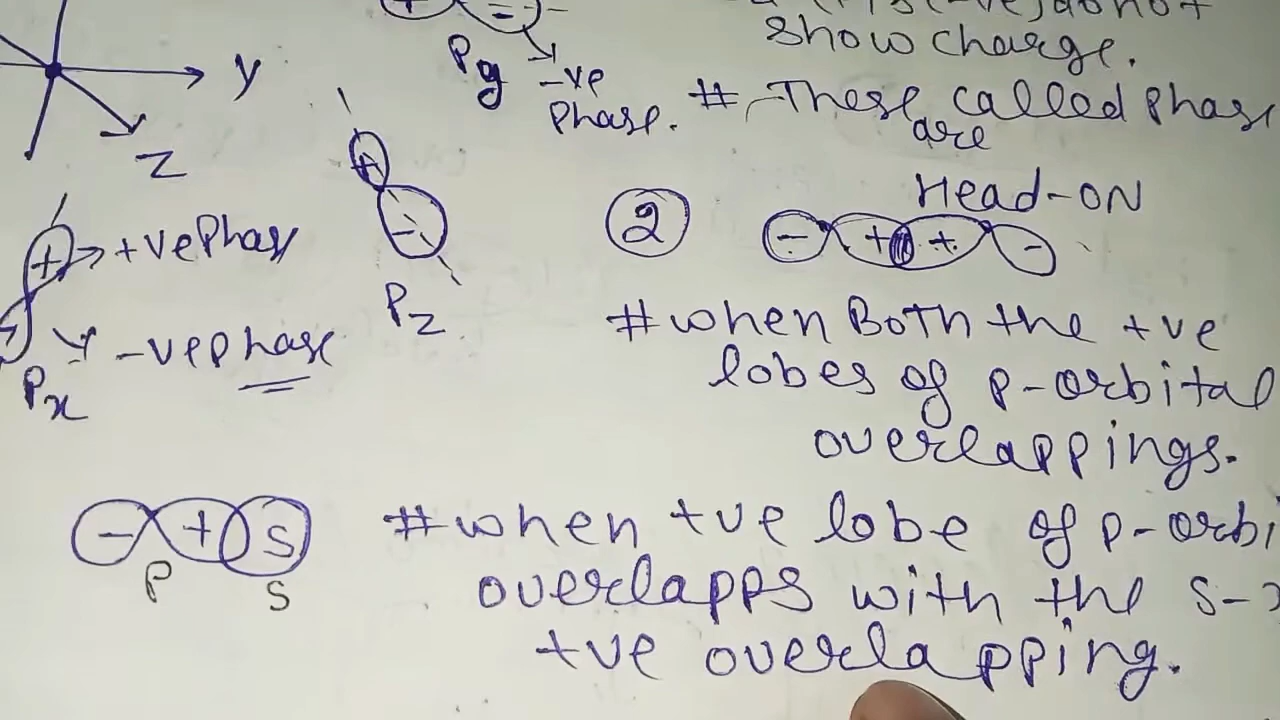 show charge.
Y
Py
-ve
Phase.
# These called phase
are
Z
+
-
Pz
+ +ve Phas
-ve phase
Px
2
Head-ON
- + + -
# when Both the +ve
lobes of p-orbital
overlappings.
- + S
P S
# when +ve lobe of p-orbi
overlapps with the s-
+ve overlapping.